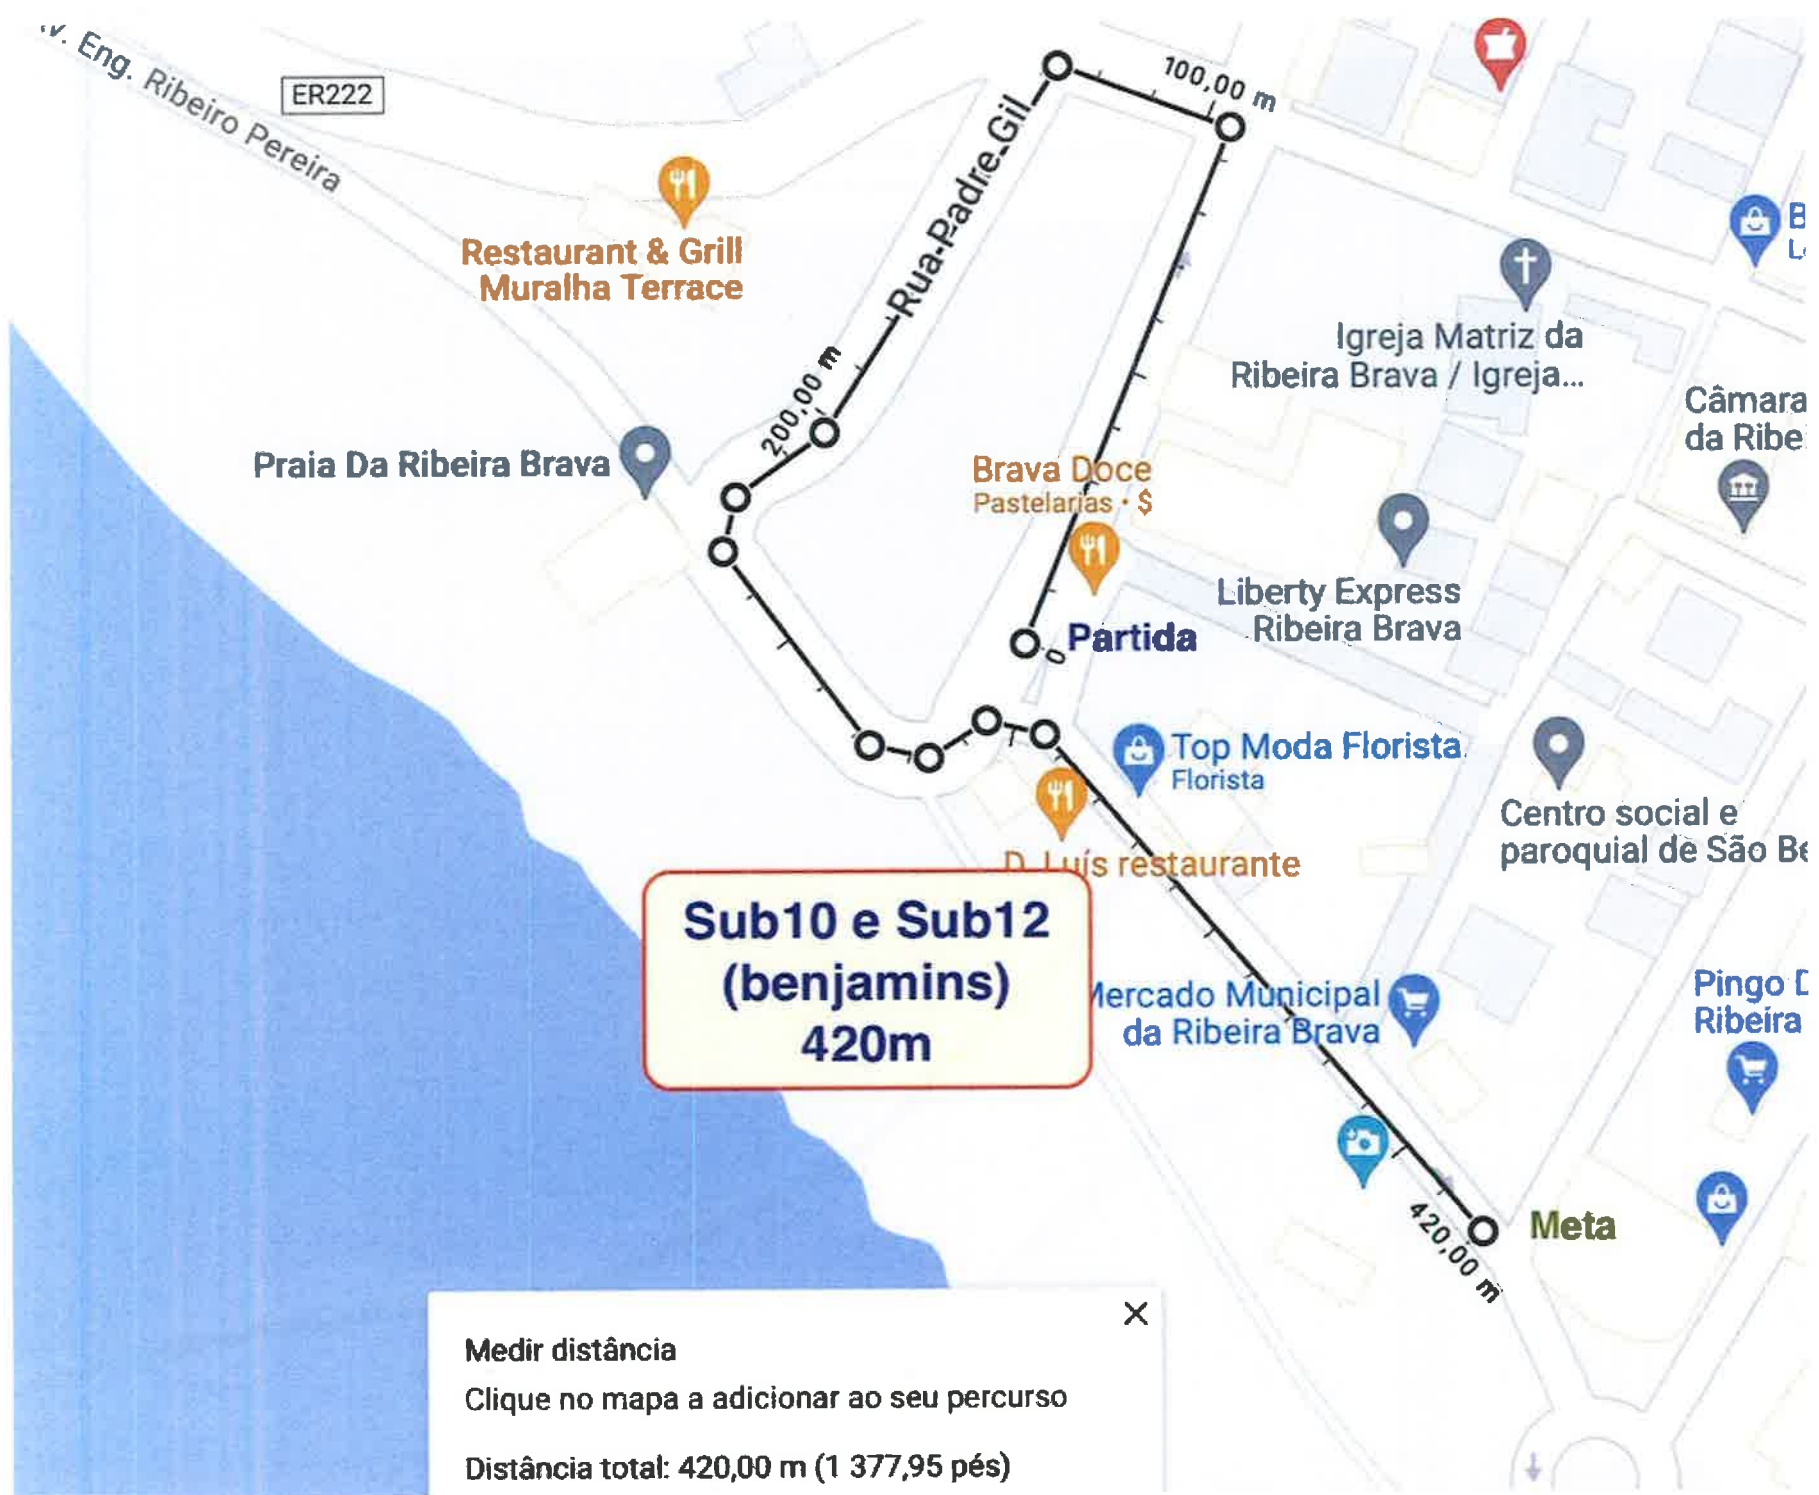 Eng. Ribeiro Pereira
ER222
100,00 m
Rua Padre Gil
Restaurant & Grill
Muralha Terrace
200,00 m
Igreja Matriz da
Ribeira Brava / Igreja...
Câmara
da Ribe
Praia Da Ribeira Brava
Brava Doce
Pastelarias · $
Liberty Express
Ribeira Brava
0
Partida
Top Moda Florista
Florista
Centro social e
paroquial de São Be
D. Luís restaurante
Sub10 e Sub12
(benjamins)
420m
Mercado Municipal
da Ribeira Brava
Pingo D
Ribeira
420,00 m
Meta
Medir distância
Clique no mapa a adicionar ao seu percurso
Distância total: 420,00 m (1 377,95 pés)